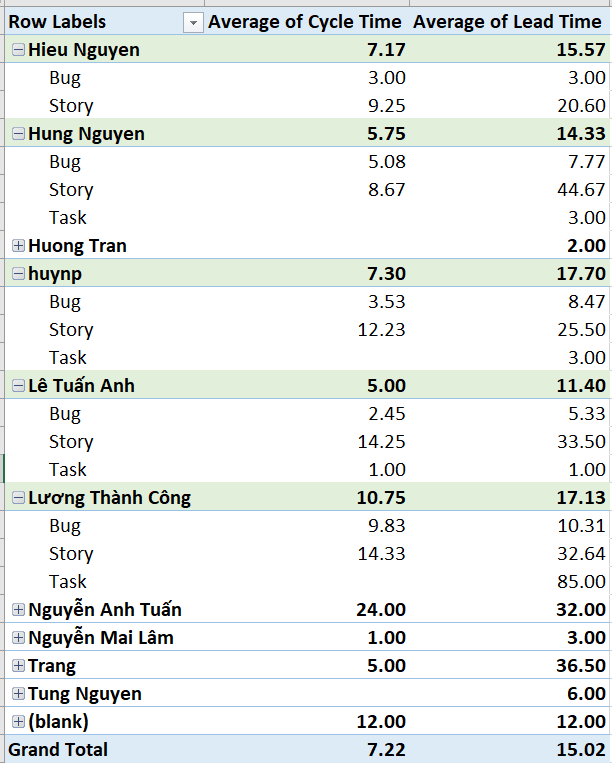 Row Labels Average of Cycle Time Average of Lead Time
Hieu Nguyen 7.17 15.57
Bug 3.00 3.00
Story 9.25 20.60
Hung Nguyen 5.75 14.33
Bug 5.08 7.77
Story 8.67 44.67
Task 3.00
Huong Tran 2.00
huynp 7.30 17.70
Bug 3.53 8.47
Story 12.23 25.50
Task 3.00
Lê Tuấn Anh 5.00 11.40
Bug 2.45 5.33
Story 14.25 33.50
Task 1.00 1.00
Lương Thành Công 10.75 17.13
Bug 9.83 10.31
Story 14.33 32.64
Task 85.00
Nguyễn Anh Tuấn 24.00 32.00
Nguyễn Mai Lâm 1.00 3.00
Trang 5.00 36.50
Tung Nguyen 6.00
(blank) 12.00 12.00
Grand Total 7.22 15.02